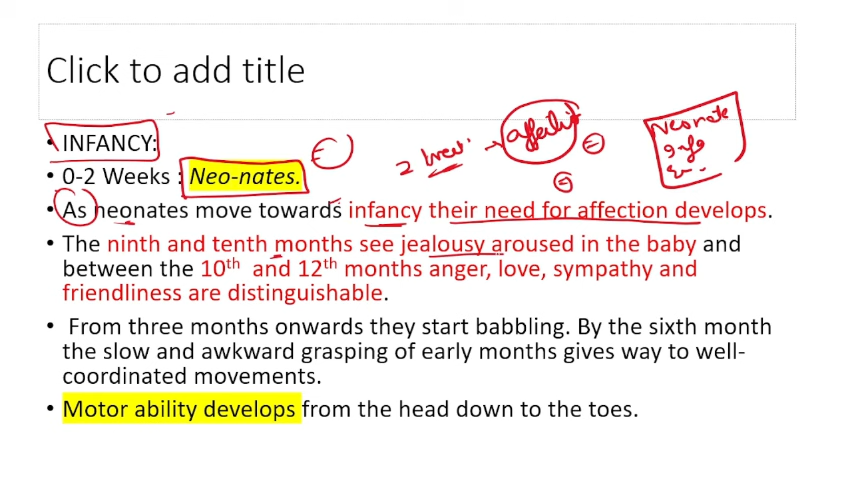 Click to add title
• INFANCY:
2 week
affection
Neonate
• 0-2 Weeks : Neo-nates.
• As neonates move towards infancy their need for affection develops.
• The ninth and tenth months see jealousy aroused in the baby and
between the 10th and 12th months anger, love, sympathy and
friendliness are distinguishable.
• From three months onwards they start babbling. By the sixth month
the slow and awkward grasping of early months gives way to well-
coordinated movements.
• Motor ability develops from the head down to the toes.